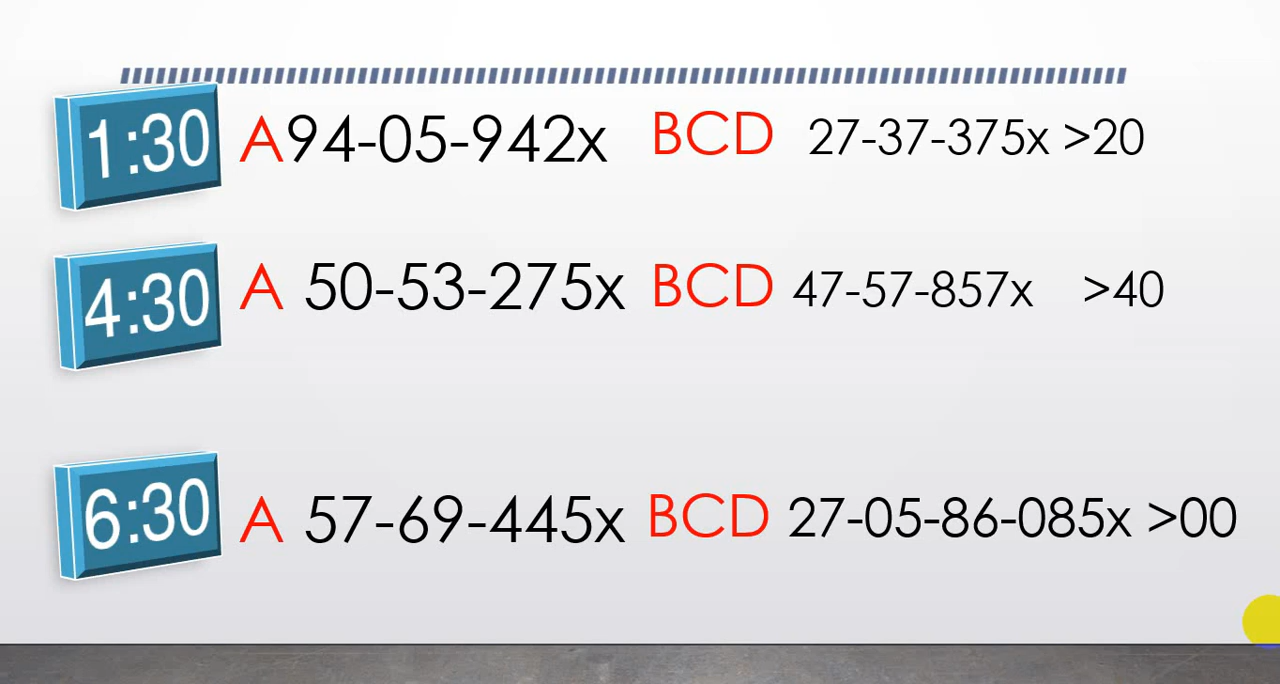 1:30 A94-05-942x BCD 27-37-375x >20
4:30 A 50-53-275x BCD 47-57-857x >40
6:30 A 57-69-445x BCD 27-05-86-085x >00